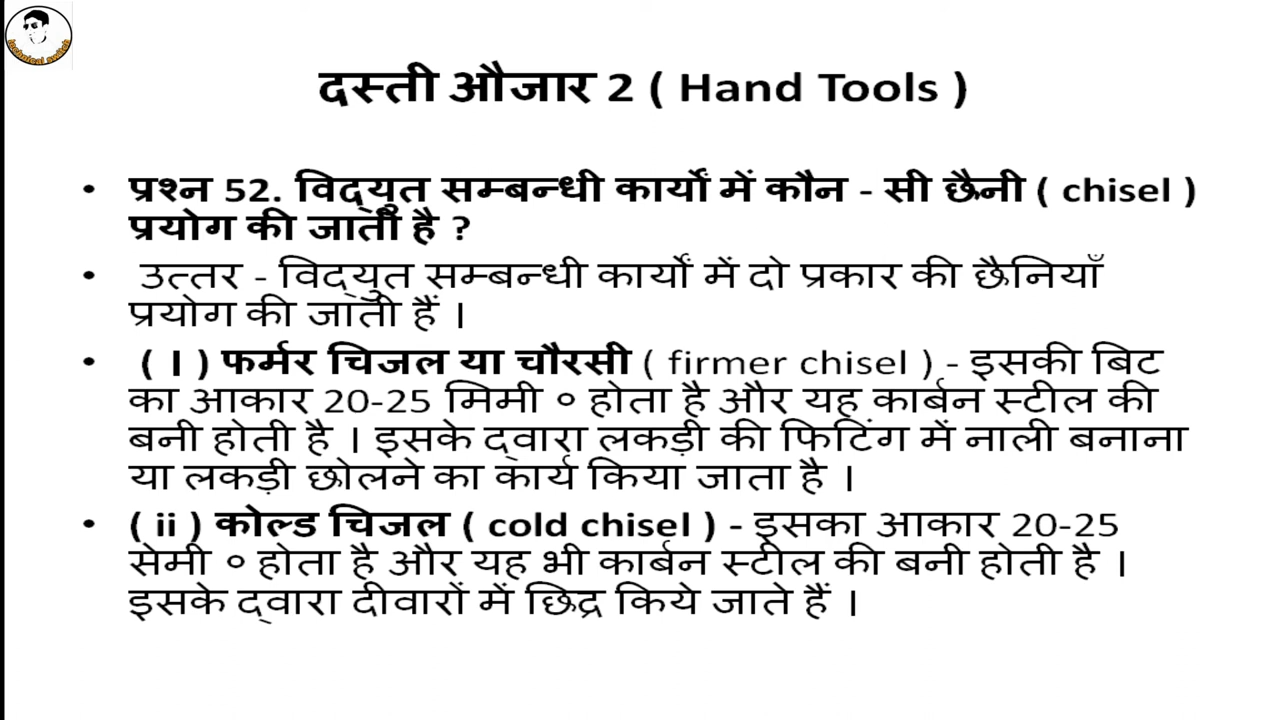 technical switch
दस्ती औजार 2 ( Hand Tools )
• प्रश्न 52. विद्युत सम्बन्धी कार्यों में कौन - सी छैनी ( chisel )
प्रयोग की जाती है ?
• उत्तर - विद्युत सम्बन्धी कार्यों में दो प्रकार की छैनियाँ
प्रयोग की जाती हैं ।
• ( l ) फर्मर चिजल या चौरसी ( firmer chisel ) - इसकी बिट
का आकार 20-25 मिमी ० होता है और यह कार्बन स्टील की
बनी होती है । इसके द्वारा लकड़ी की फिटिंग में नाली बनाना
या लकड़ी छोलने का कार्य किया जाता है ।
• ( ii ) कोल्ड चिजल ( cold chisel ) - इसका आकार 20-25
सेमी ० होता है और यह भी कार्बन स्टील की बनी होती है ।
इसके द्वारा दीवारों में छिद्र किये जाते हैं ।